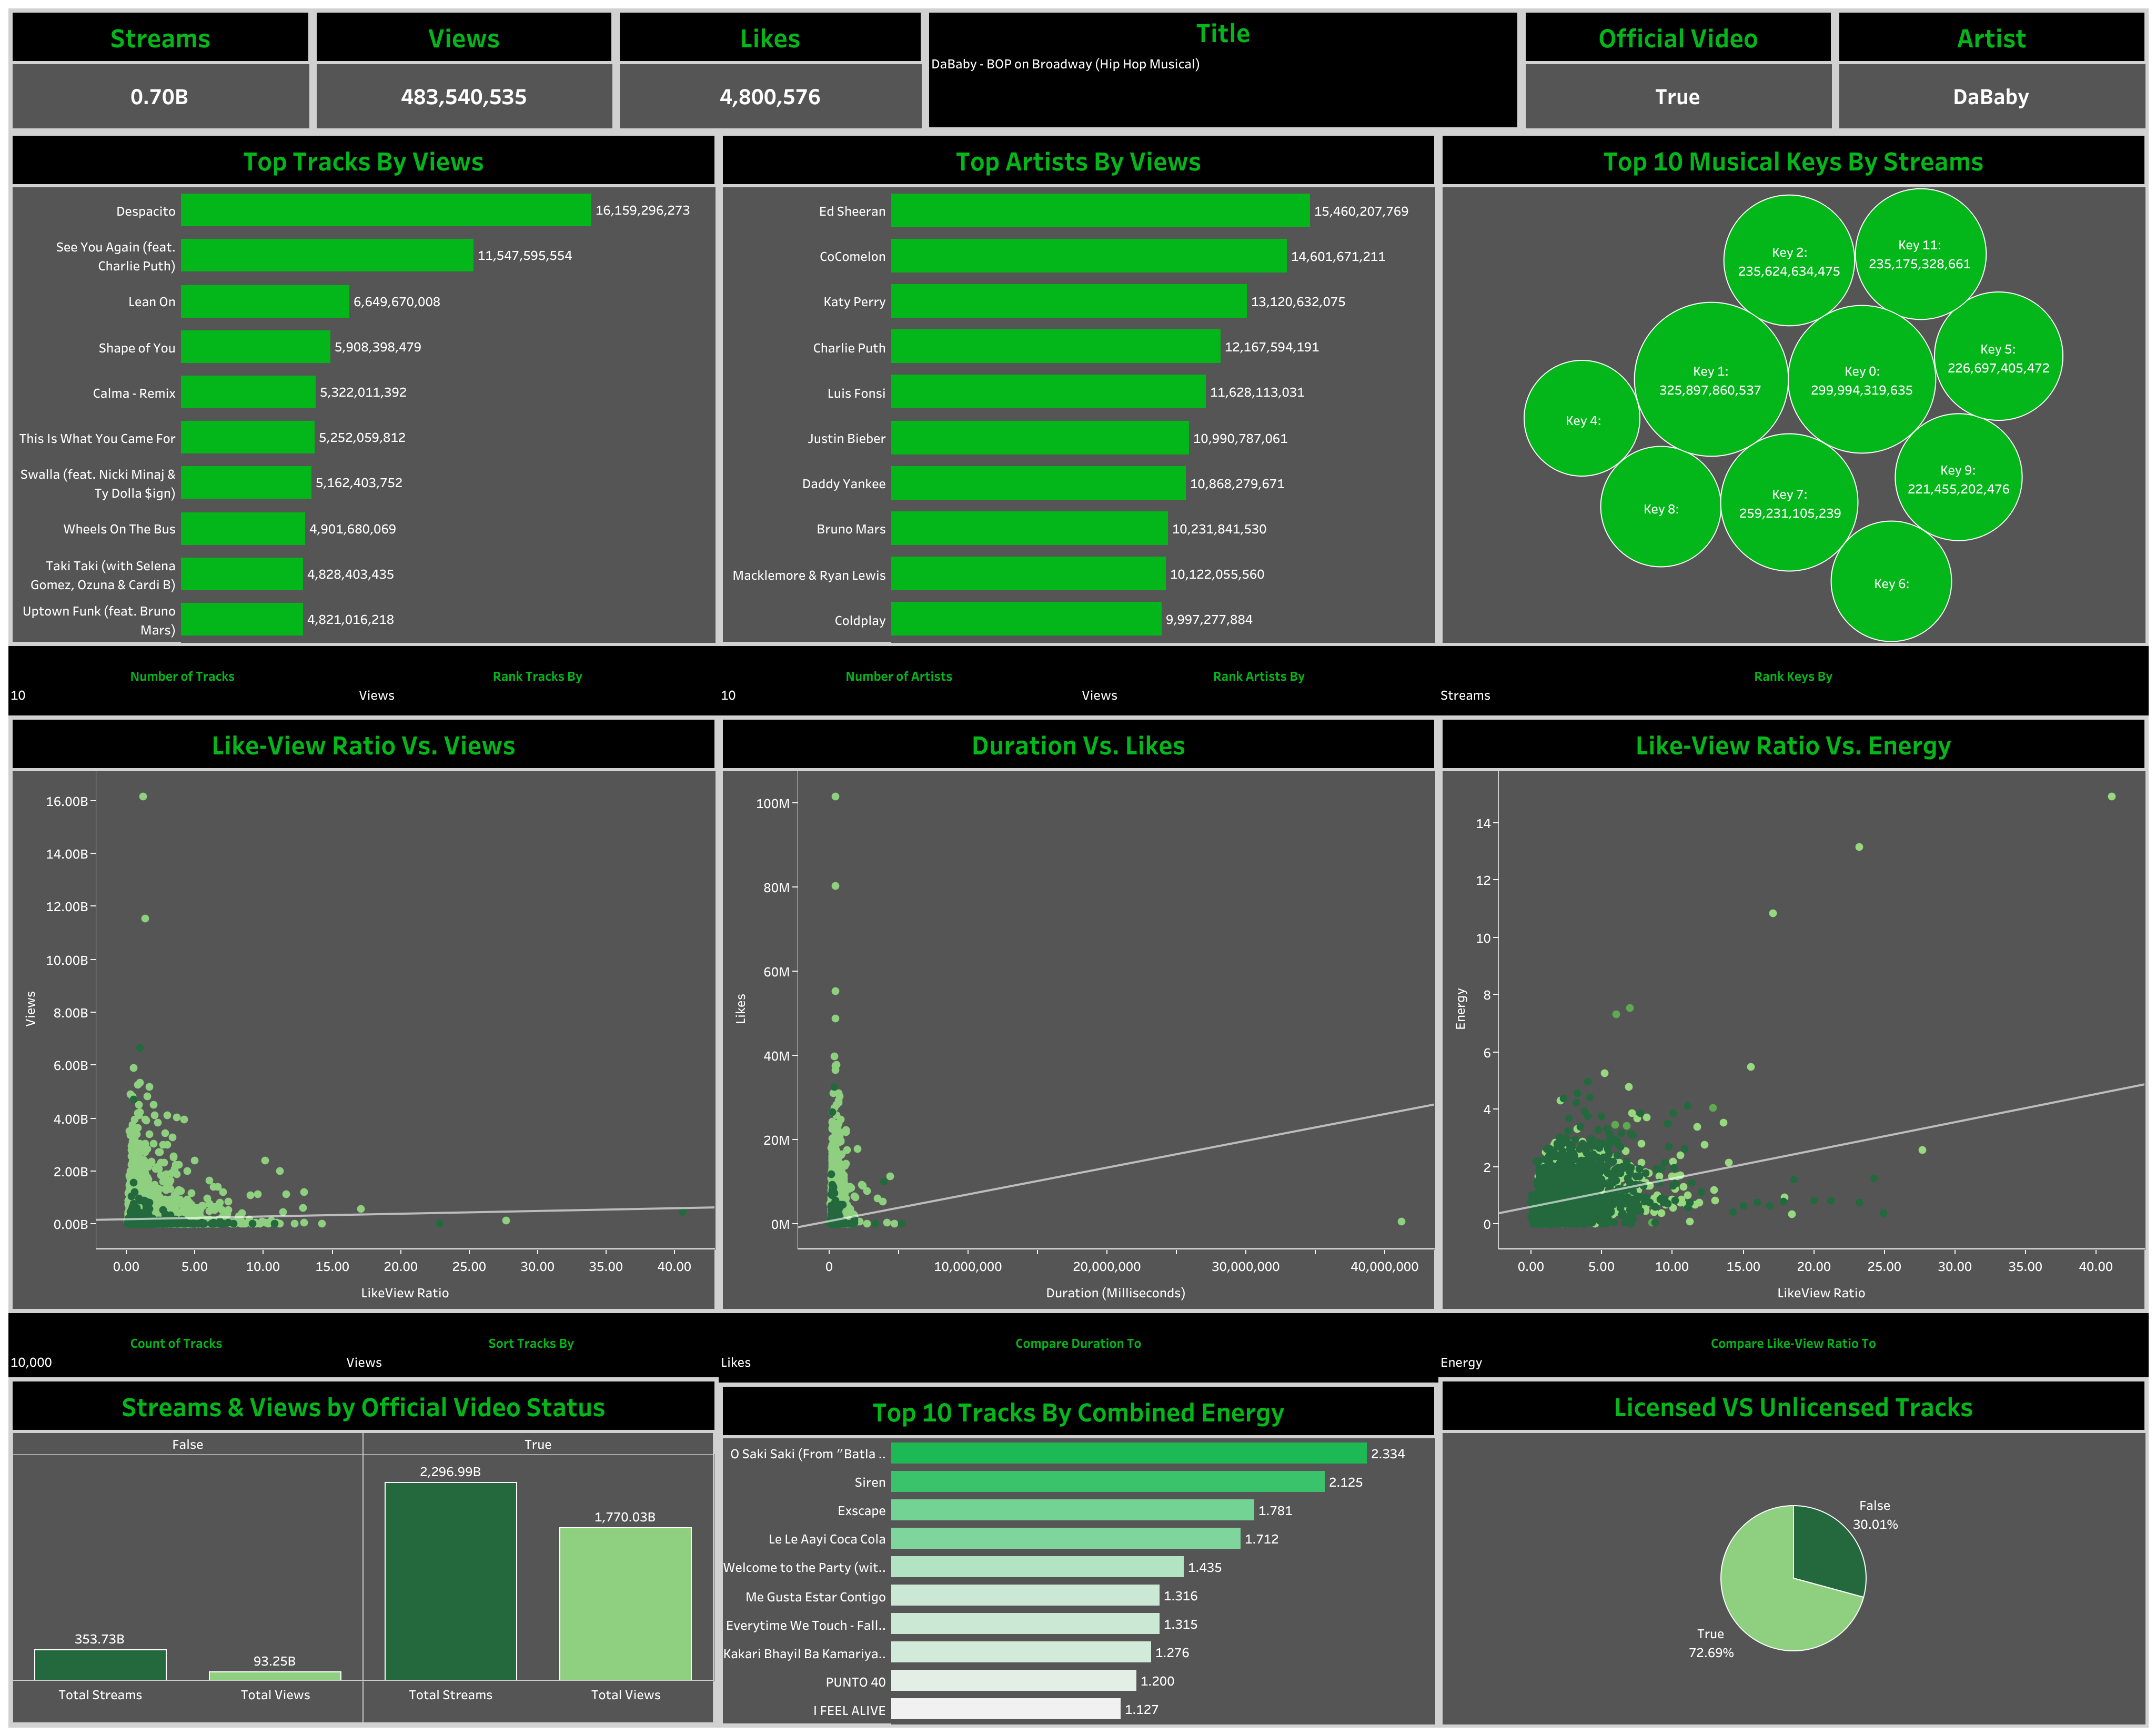 Streams
0.70B
Views
483,540,535
Likes
4,800,576
Title
DaBaby - BOP on Broadway (Hip Hop Musical)
Official Video
True
Artist
DaBaby
Top Tracks By Views
Despacito
16,159,296,273
See You Again (feat.
Charlie Puth)
11,547,595,554
Lean On
6,649,670,008
Shape of You
5,908,398,479
Calma - Remix
5,322,011,392
This Is What You Came For
5,252,059,812
Swalla (feat. Nicki Minaj &
Ty Dolla $ign)
5,162,403,752
Wheels On The Bus
4,901,680,069
Taki Taki (with Selena
Gomez, Ozuna & Cardi B)
4,828,403,435
Uptown Funk (feat. Bruno
Mars)
4,821,016,218
Top Artists By Views
Ed Sheeran
15,460,207,769
CoComelon
14,601,671,211
Katy Perry
13,120,632,075
Charlie Puth
12,167,594,191
Luis Fonsi
11,628,113,031
Justin Bieber
10,990,787,061
Daddy Yankee
10,868,279,671
Bruno Mars
10,231,841,530
Macklemore & Ryan Lewis
10,122,055,560
Coldplay
9,997,277,884
Top 10 Musical Keys By Streams
Key 2:
235,624,634,475
Key 11:
235,175,328,661
Key 1:
325,897,860,537
Key 0:
299,994,319,635
Key 5:
226,697,405,472
Key 4:
Key 8:
Key 7:
259,231,105,239
Key 9:
221,455,202,476
Key 6:
Number of Tracks
10
Rank Tracks By
Views
Number of Artists
10
Rank Artists By
Views
Rank Keys By
Streams
Like-View Ratio Vs. Views
Views
16.00B
14.00B
12.00B
10.00B
8.00B
6.00B
4.00B
2.00B
0.00B
0.00 5.00 10.00 15.00 20.00 25.00 30.00 35.00 40.00
LikeView Ratio
Duration Vs. Likes
Likes
100M
80M
60M
40M
20M
0M
0 10,000,000 20,000,000 30,000,000 40,000,000
Duration (Milliseconds)
Like-View Ratio Vs. Energy
Energy
14
12
10
8
6
4
2
0
0.00 5.00 10.00 15.00 20.00 25.00 30.00 35.00 40.00
LikeView Ratio
Count of Tracks
10,000
Sort Tracks By
Views
Compare Duration To
Likes
Compare Like-View Ratio To
Energy
Streams & Views by Official Video Status
False
True
353.73B
93.25B
2,296.99B
1,770.03B
Total Streams
Total Views
Total Streams
Total Views
Top 10 Tracks By Combined Energy
O Saki Saki (From "Batla ..
2.334
Siren
2.125
Exscape
1.781
Le Le Aayi Coca Cola
1.712
Welcome to the Party (wit..
1.435
Me Gusta Estar Contigo
1.316
Everytime We Touch - Fall..
1.315
Kakari Bhayil Ba Kamariya..
1.276
PUNTO 40
1.200
I FEEL ALIVE
1.127
Licensed VS Unlicensed Tracks
False
30.01%
True
72.69%